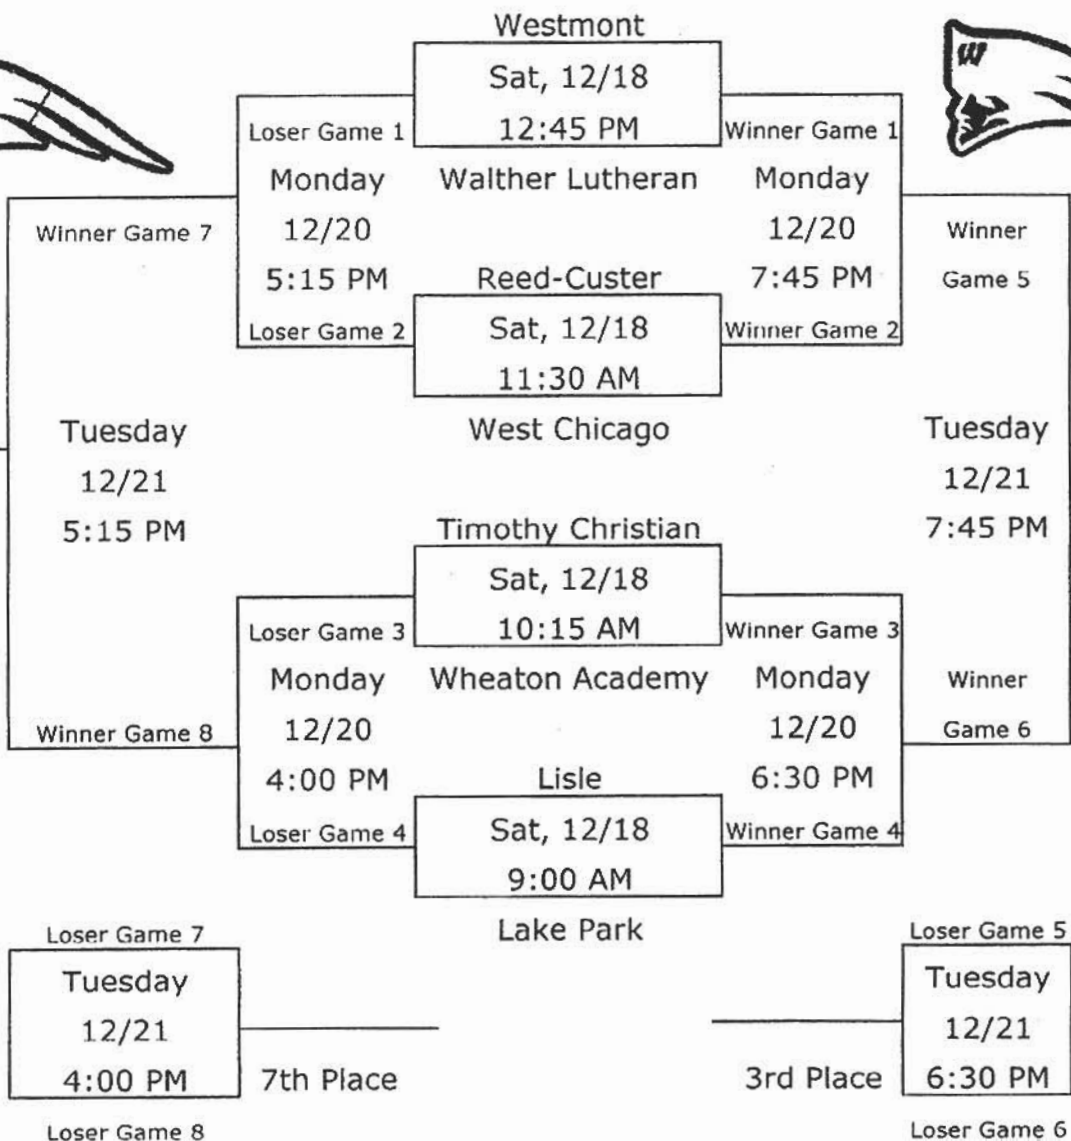 Westmont
Sat, 12/18
12:45 PM
Walther Lutheran
W
Loser Game 1
Monday
12/20
5:15 PM
Loser Game 2
Winner Game 1
Monday
12/20
7:45 PM
Winner Game 2
Reed-Custer
Sat, 12/18
11:30 AM
West Chicago
Winner Game 7
Tuesday
12/21
5:15 PM
Winner Game 8
Winner
Game 5
Tuesday
12/21
7:45 PM
Winner
Game 6
Timothy Christian
Sat, 12/18
10:15 AM
Wheaton Academy
Loser Game 3
Monday
12/20
4:00 PM
Loser Game 4
Winner Game 3
Monday
12/20
6:30 PM
Winner Game 4
Lisle
Sat, 12/18
9:00 AM
Lake Park
Loser Game 7
Tuesday
12/21
4:00 PM
Loser Game 8
7th Place
3rd Place
Loser Game 5
Tuesday
12/21
6:30 PM
Loser Game 6